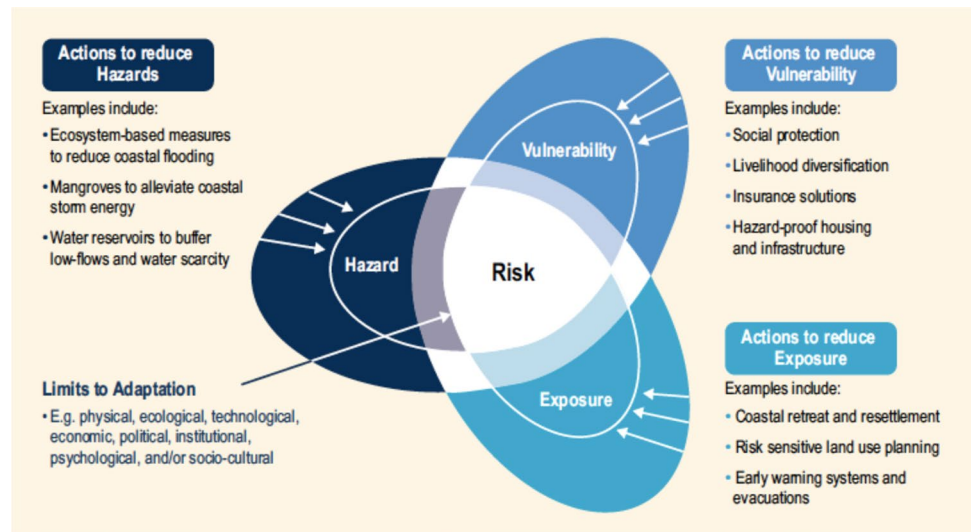 Actions to reduce
Hazards
Examples include:
• Ecosystem-based measures
to reduce coastal flooding
• Mangroves to alleviate coastal
storm energy
• Water reservoirs to buffer
low-flows and water scarcity
Limits to Adaptation
• E.g. physical, ecological, technological,
economic, political, institutional,
psychological, and/or socio-cultural
Vulnerability
Hazard
Risk
Exposure
Actions to reduce
Vulnerability
Examples include:
• Social protection
• Livelihood diversification
• Insurance solutions
• Hazard-proof housing
and infrastructure
Actions to reduce
Exposure
Examples include:
• Coastal retreat and resettlement
• Risk sensitive land use planning
• Early warning systems and
evacuations